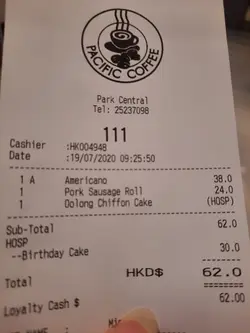 PACIFIC COFFEE
Park Central
Tel: 25237098
111
Cashier :HK004948
Date :19/07/2020 09:25:50
1 A Americano 38.0
1 Pork Sausage Roll 24.0
1 Oolong Chiffon Cake (HOSP)
Sub-Total 62.0
HOSP
--Birthday Cake 30.0
Total HKD$ 62.0
Loyalty Cash $ 62.00